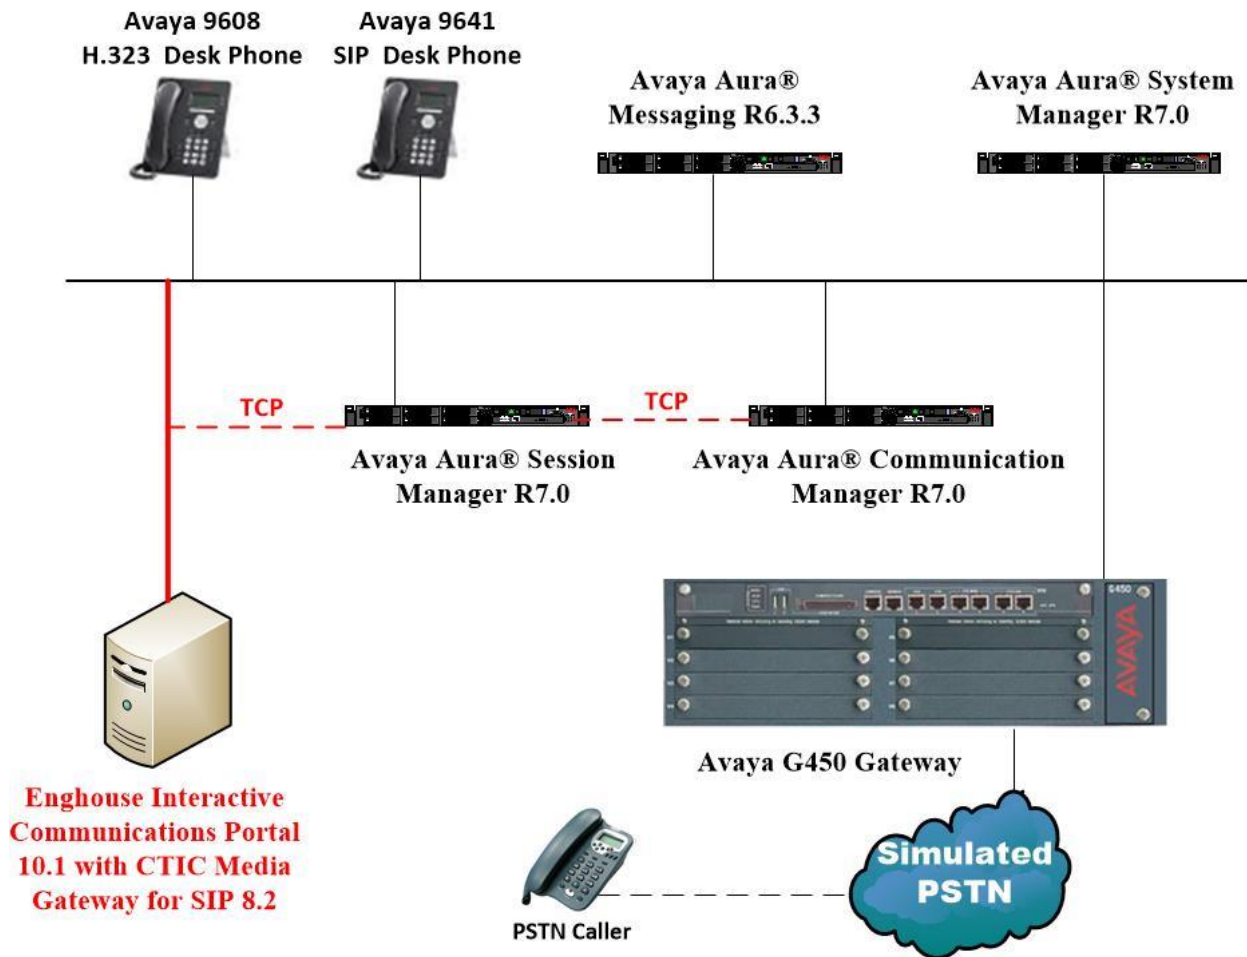 Avaya 9608
H.323  Desk Phone
Avaya 9641
SIP  Desk Phone
Avaya Aura®
Messaging R6.3.3
Avaya Aura® System
Manager R7.0
TCP
TCP
Avaya Aura® Session
Manager R7.0
Avaya Aura® Communication
Manager R7.0
G450
AVAYA
Avaya G450 Gateway
Enghouse Interactive
Communications Portal
10.1 with CTIC Media
Gateway for SIP 8.2
Simulated
PSTN
PSTN Caller